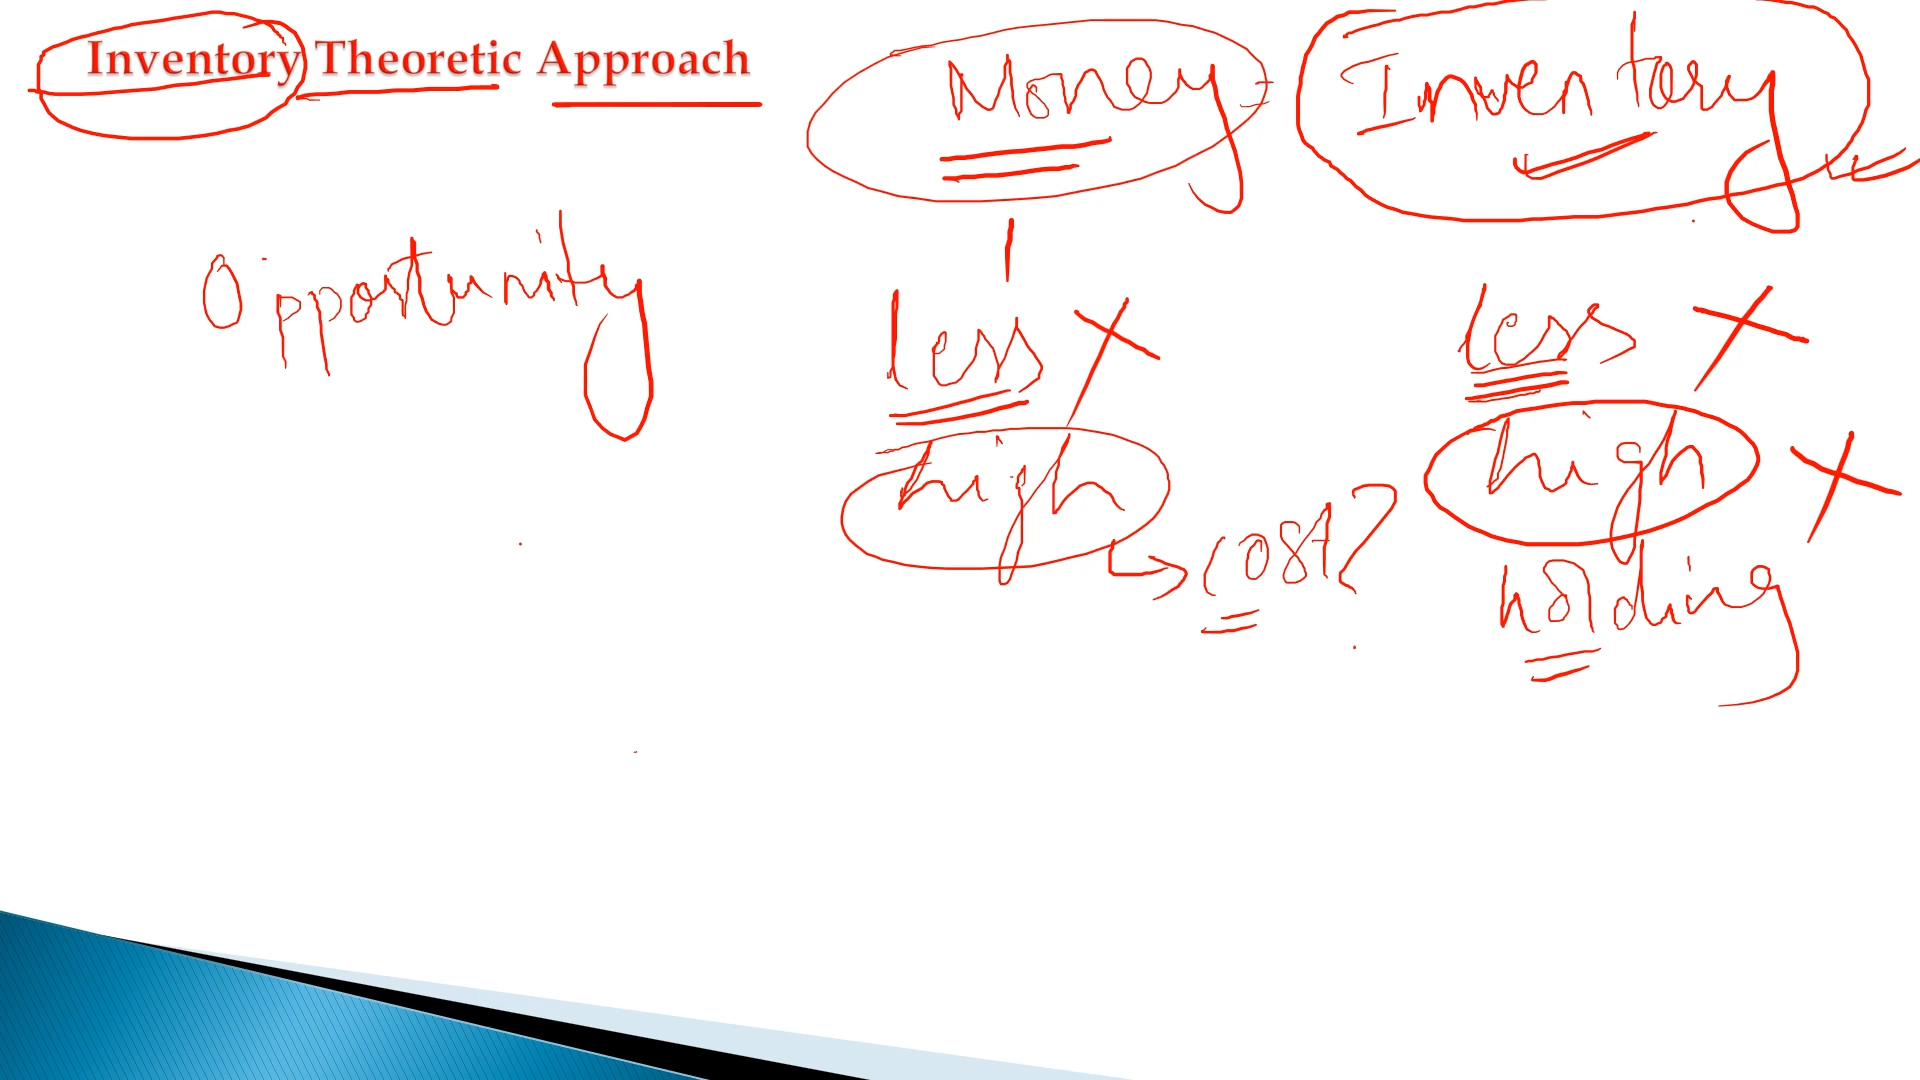 Inventory Theoretic Approach
Money Inventory
Opportunity
less less
high high
cost?
holding